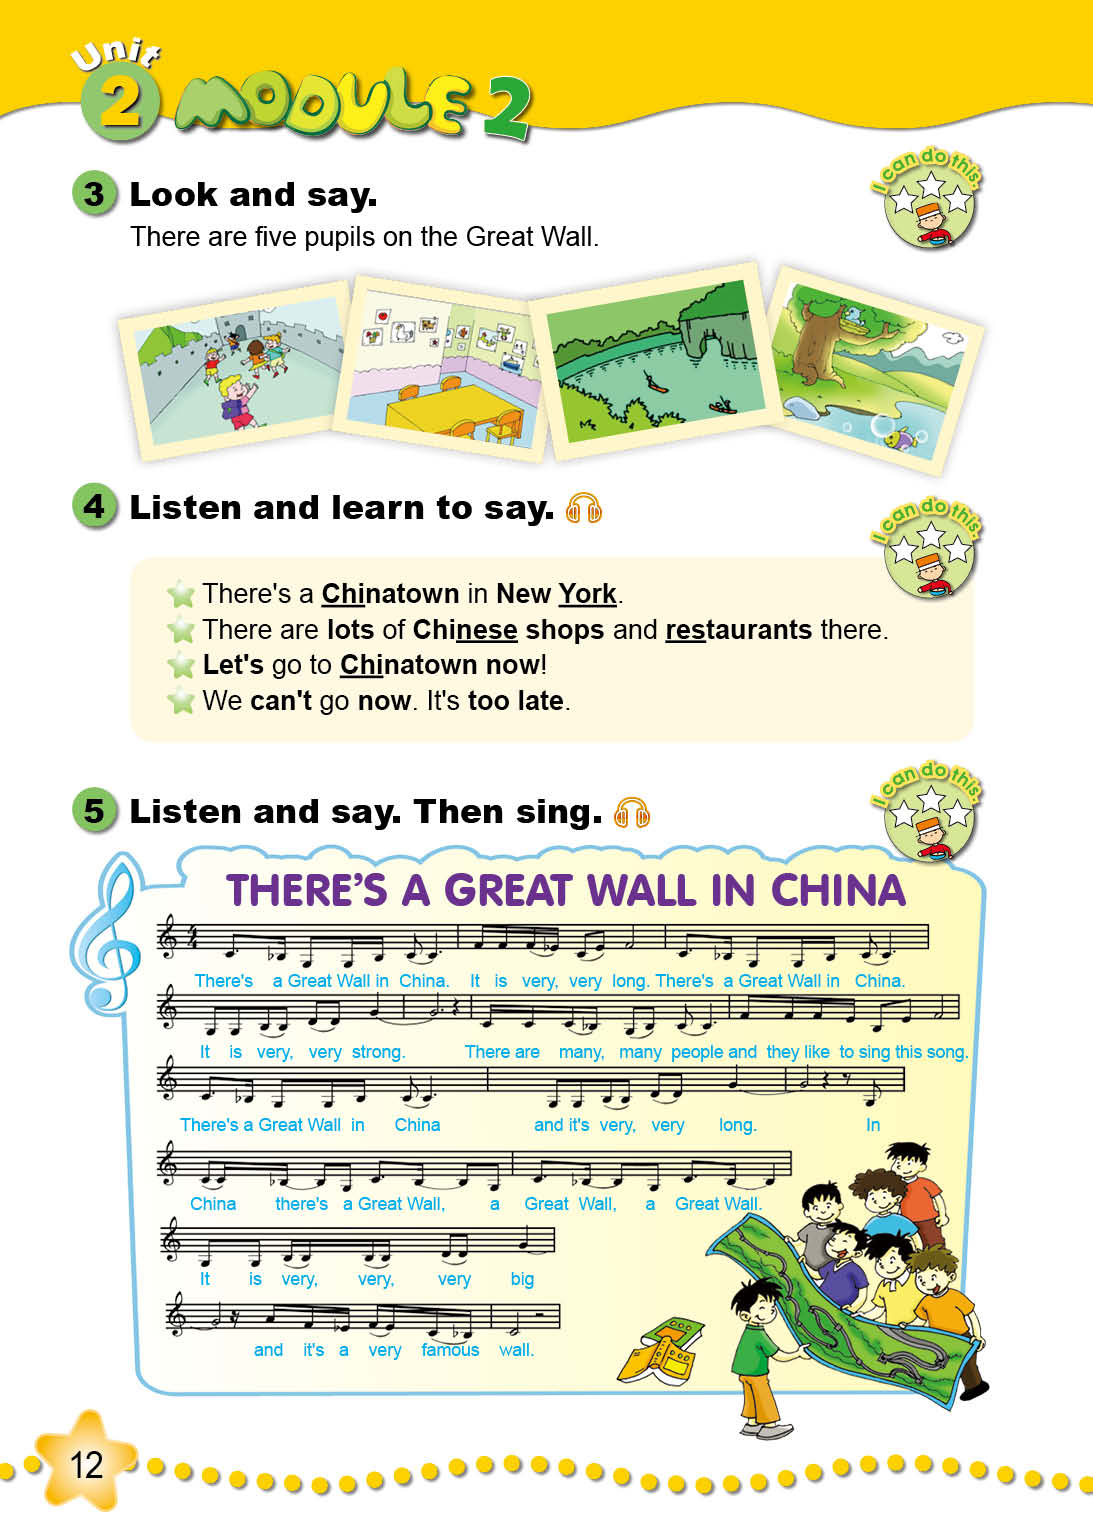 Unit
2 MODULE 2
3 Look and say.
I can do this.
There are five pupils on the Great Wall.
4 Listen and learn to say.
I can do this.
There's a Chinatown in New York.
There are lots of Chinese shops and restaurants there.
Let's go to Chinatown now!
We can't go now. It's too late.
5 Listen and say. Then sing.
I can do this.
THERE'S A GREAT WALL IN CHINA
There's a Great Wall in China. It is very, very long. There's a Great Wall in China.
It is very, very strong. There are many, many people and they like to sing this song.
There's a Great Wall in China and it's very, very long. In
China there's a Great Wall, a Great Wall, a Great Wall.
It is very, very, very big
and it's a very famous wall.
12